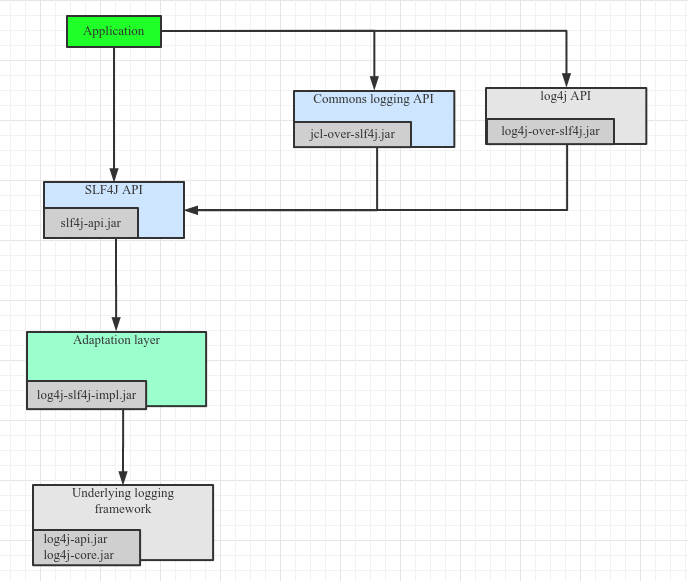 Application
Commons logging API
jcl-over-slf4j.jar
log4j API
log4j-over-slf4j.jar
SLF4J API
slf4j-api.jar
Adaptation layer
log4j-slf4j-impl.jar
Underlying logging
framework
log4j-api.jar
log4j-core.jar